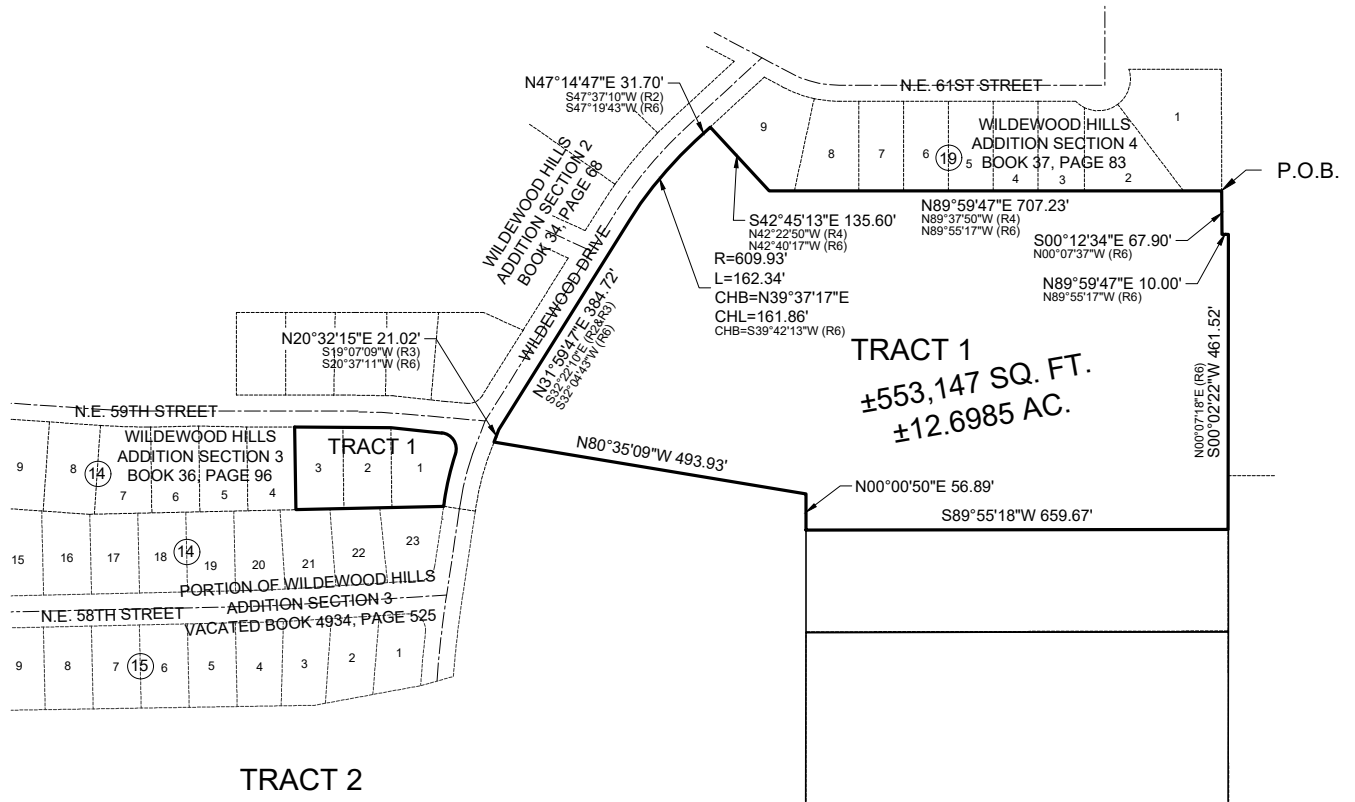 N47°14'47"E 31.70'
S47°37'10"W (R2)
S47°19'43"W (R6)
N.E. 61ST STREET
WILDEWOOD HILLS
ADDITION SECTION 4
BOOK 37, PAGE 83
9
8
7
6
19
5
4
3
2
1
P.O.B.
WILDEWOOD HILLS
ADDITION SECTION 2
BOOK 34, PAGE 68
WILDEWOOD DRIVE
S42°45'13"E 135.60'
N42°22'50"W (R4)
N42°40'17"W (R6)
N89°59'47"E 707.23'
N89°37'50"W (R4)
N89°55'17"W (R6)
S00°12'34"E 67.90'
N00°07'37"W (R6)
N89°59'47"E 10.00'
N89°55'17"W (R6)
R=609.93'
L=162.34'
CHB=N39°37'17"E
CHL=161.86'
CHB=S39°42'13"W (R6)
N31°59'47"E 384.72'
S32°22'10"E (R2&R3)
S32°04'43"W (R6)
N20°32'15"E 21.02'
S19°07'09"W (R3)
S20°37'11"W (R6)
TRACT 1
±553,147 SQ. FT.
±12.6985 AC.
N00°07'18"E (R6)
S00°02'22"W 461.52'
N80°35'09"W 493.93'
N00°00'50"E 56.89'
S89°55'18"W 659.67'
N.E. 59TH STREET
WILDEWOOD HILLS
ADDITION SECTION 3
BOOK 36, PAGE 96
TRACT 1
9
8
14
7
6
5
4
3
2
1
15
16
17
18
14
19
20
21
22
23
PORTION OF WILDEWOOD HILLS
ADDITION SECTION 3
VACATED BOOK 4934, PAGE 525
N.E. 58TH STREET
9
8
7
15
6
5
4
3
2
1
TRACT 2